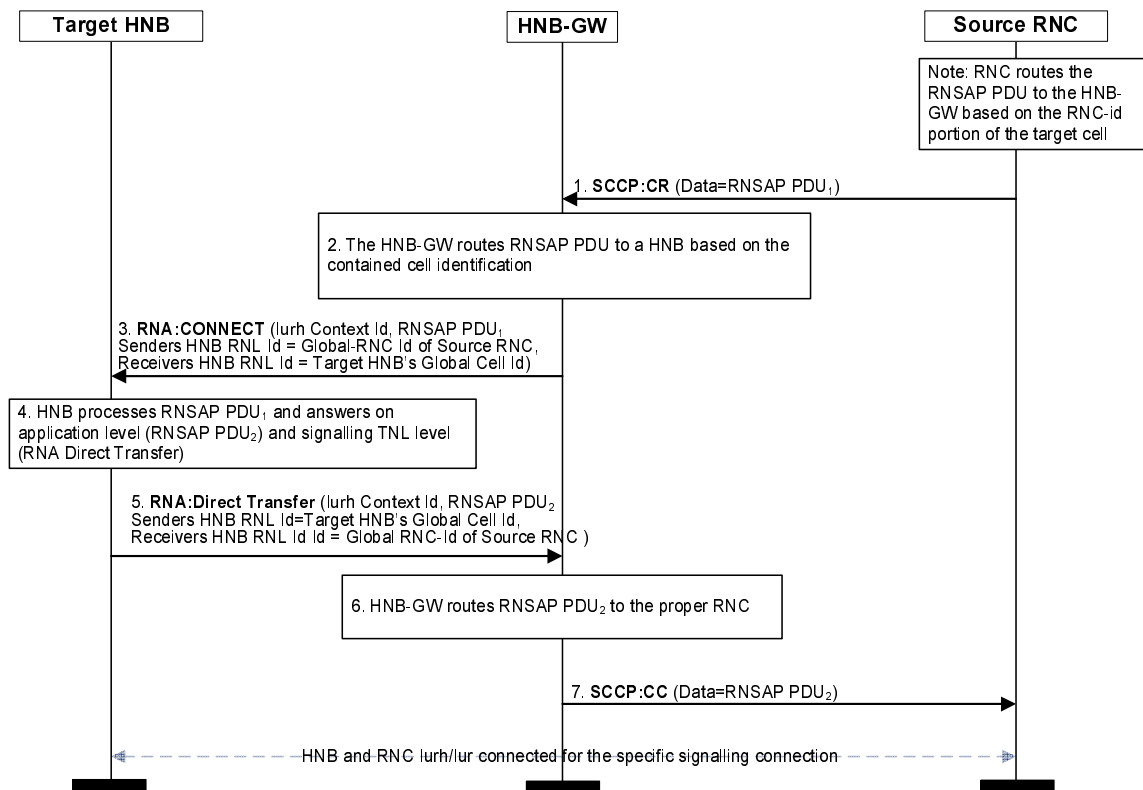 Target HNB
HNB-GW
Source RNC
Note: RNC routes the
RNSAP PDU to the HNB-
GW based on the RNC-id
portion of the target cell
1. SCCP:CR (Data=RNSAP PDU₁)
2. The HNB-GW routes RNSAP PDU to a HNB based on the
contained cell identification
3. RNA:CONNECT (Iurh Context Id, RNSAP PDU₁
Senders HNB RNL Id = Global-RNC Id of Source RNC,
Receivers HNB RNL Id = Target HNB's Global Cell Id)
4. HNB processes RNSAP PDU₁ and answers on
application level (RNSAP PDU₂) and signalling TNL level
(RNA Direct Transfer)
5. RNA:Direct Transfer (Iurh Context Id, RNSAP PDU₂
Senders HNB RNL Id=Target HNB's Global Cell Id,
Receivers HNB RNL Id Id = Global RNC-Id of Source RNC )
6. HNB-GW routes RNSAP PDU₂ to the proper RNC
7. SCCP:CC (Data=RNSAP PDU₂)
HNB and RNC Iurh/Iur connected for the specific signalling connection